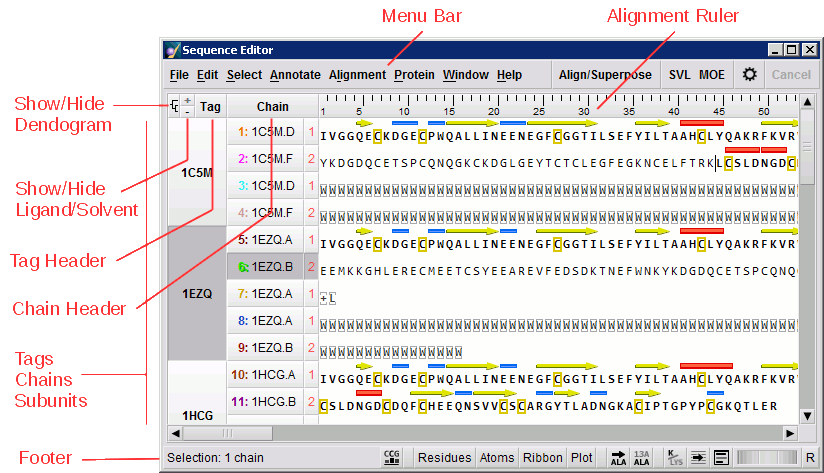 Menu Bar
Alignment Ruler
Sequence Editor
File Edit Select Annotate Alignment Protein Window Help Align/Superpose SVL MOE Cancel
Show/Hide
Dendogram
+
-
Tag
Chain
1 5 10 15 20 25 30 35 40 45 50
1C5M
1: 1C5M.D 1 IVGGQECKDGECPWQALLINEENEGFCGGTILSEFYILTAAHCLYQAKRFKVR
2: 1C5M.F 2 YKDGDQCETSPCQNQGKCKDGLGEYTCTCLEGFEGKNCELFTRKLCSLDNGDC
3: 1C5M.D 1 WWWWWWWWWWWWWWWWWWWWWWWWWWWWWWWWWWWWWWWWWWWWWWWWWWWWW
4: 1C5M.F 2 WWWWWWWWWWWWWWWWWWWWWWWWWWWWWWWWWWWWWWWWWWWWWWWWWWWWW
Show/Hide
Ligand/Solvent
Tag Header
Chain Header
1EZQ
5: 1EZQ.A 1 IVGGQECKDGECPWQALLINEENEGFCGGTILSEFYILTAAHCLYQAKRFKVR
6: 1EZQ.B 2 EEMKKGHLERECMEETCSYEEAREVFEDSDKTNEFWNKYKDGDQCETSPCQNQ
7: 1EZQ.A 1 +L
8: 1EZQ.A 1 WWWWWWWWWWWWWWWWWWWWWWWWWWWWWWWWWWWWWWWWWWWWWWWWWWWWW
9: 1EZQ.B 2 WWWWWWWWWWWWWWWW
Tags
Chains
Subunits
1HCG
10: 1HCG.A 1 IVGGQECKDGECPWQALLINEENEGFCGGTILSEFYILTAAHCLYQAKRFKVR
11: 1HCG.B 2 CSLDNGDCDQFCHEEQNSVVCSCARGYTLADNGKACIPTGPYPCGKQTLER
Footer
Selection: 1 chain CCG Residues Atoms Ribbon Plot ALA 13A ALA K LYS R